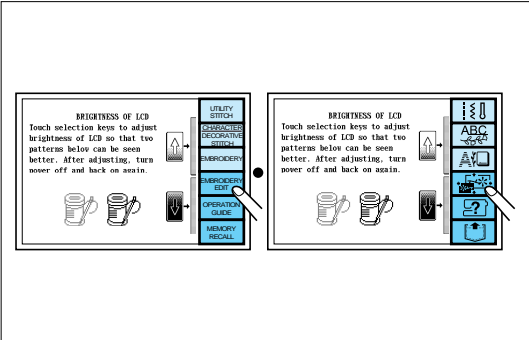 BRIGHTNESS OF LCD
Touch selection keys to adjust
brightness of LCD so that two
patterns below can be seen
better. After adjusting, turn
power off and back on again.
UTILITY
STITCH
CHARACTER
DECORATIVE
STITCH
EMBROIDERY
EMBROIDERY
EDIT
OPERATION
GUIDE
MEMORY
RECALL
BRIGHTNESS OF LCD
Touch selection keys to adjust
brightness of LCD so that two
patterns below can be seen
better. After adjusting, turn
power off and back on again.
ABC
A
?